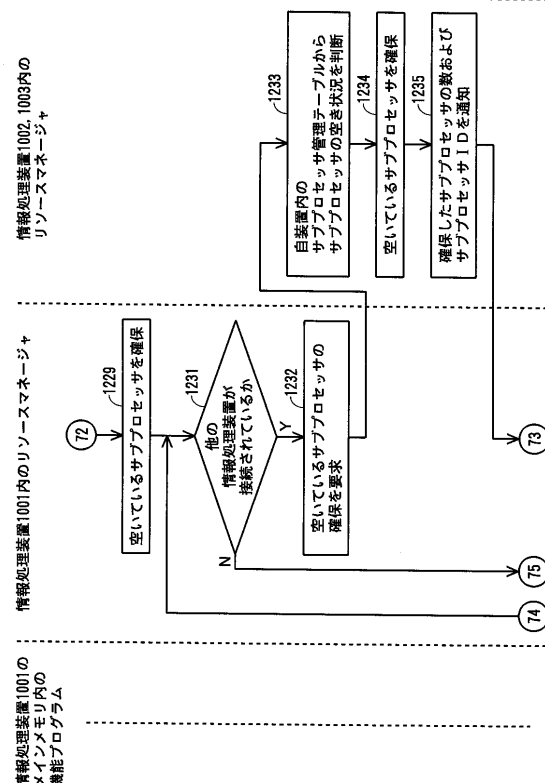 情報処理装置1001の
メインメモリ内の
機能プログラム
情報処理装置1001内のリソースマネージャ
情報処理装置1002,1003内の
リソースマネージャ
72
1229
空いているサブプロセッサを確保
1231
他の
情報処理装置が
接続されているか
N
Y
1232
空いているサブプロセッサの
確保を要求
1233
自装置内の
サブプロセッサ管理テーブルから
サブプロセッサの空き状況を判断
1234
空いているサブプロセッサを確保
1235
確保したサブプロセッサの数および
サブプロセッサIDを通知
74
75
73